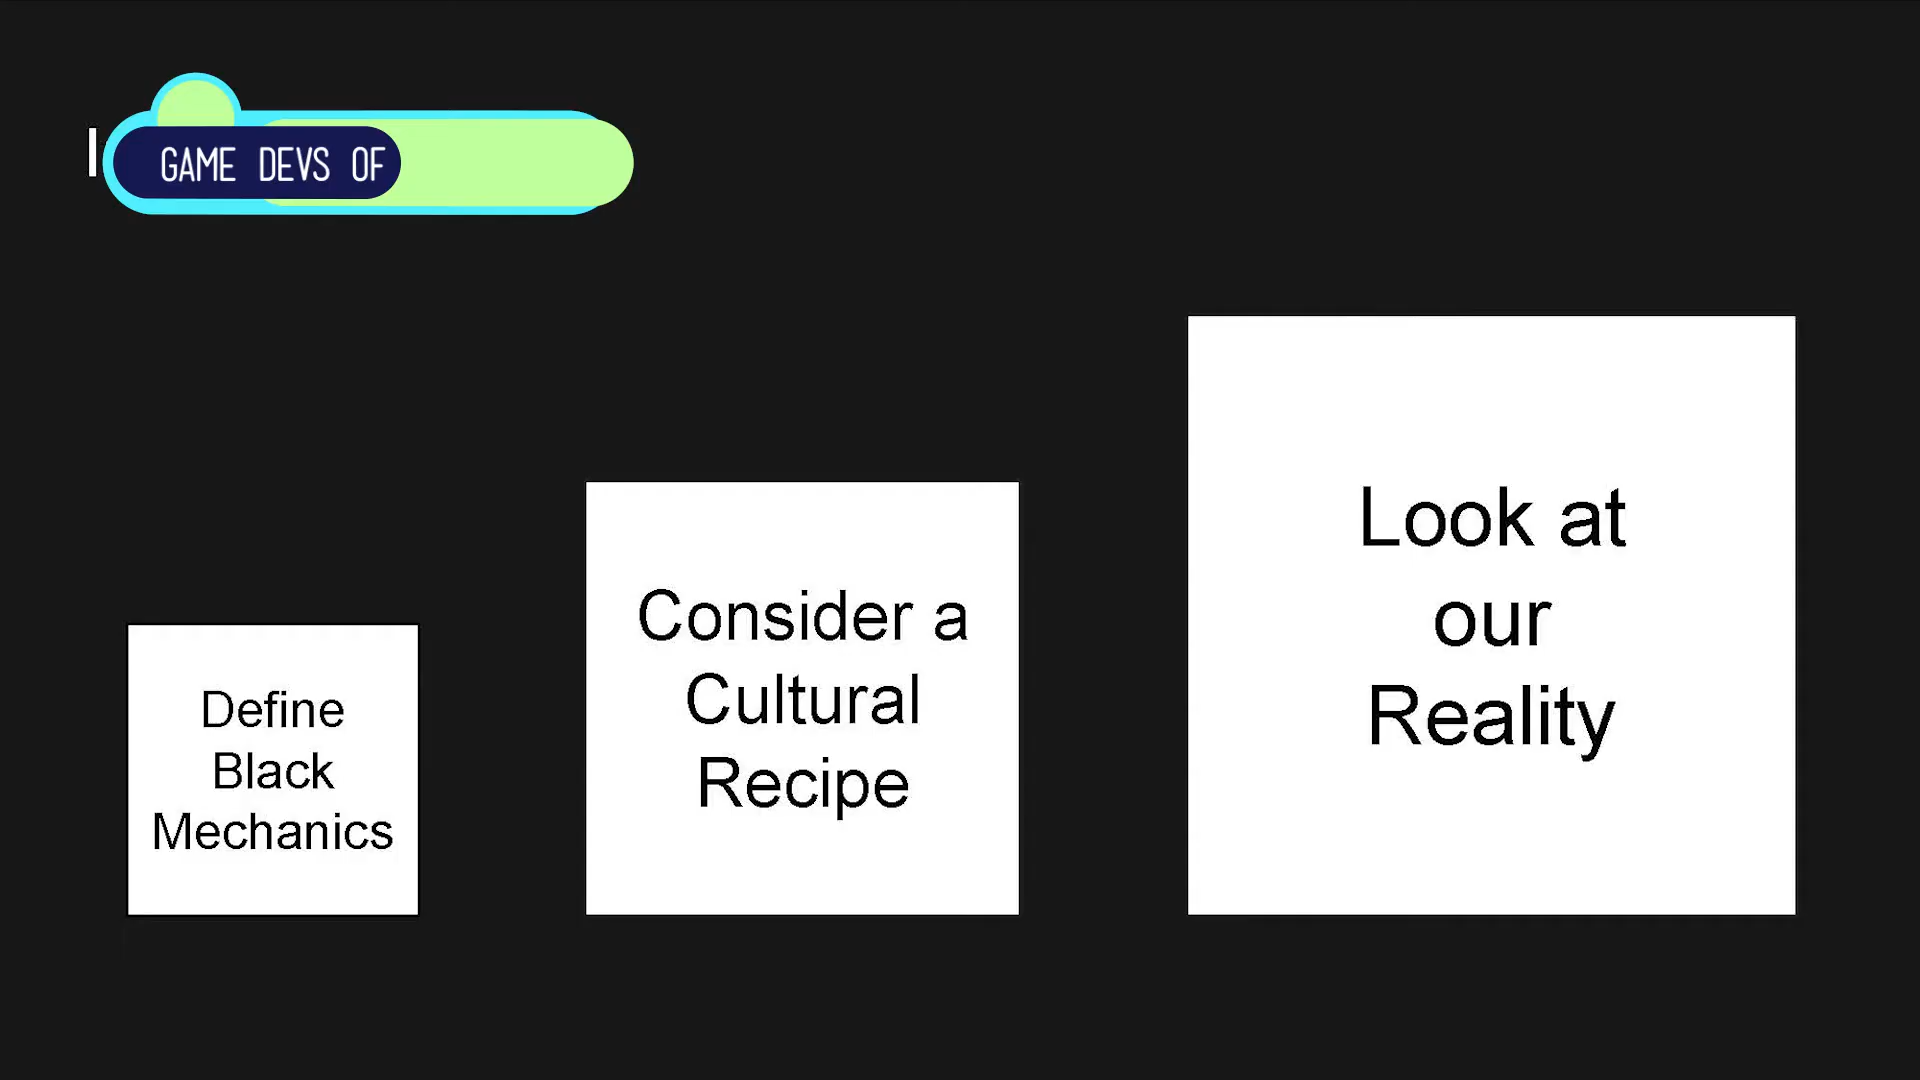 GAME DEVS OF
Define
Black
Mechanics
Consider a
Cultural
Recipe
Look at
our
Reality